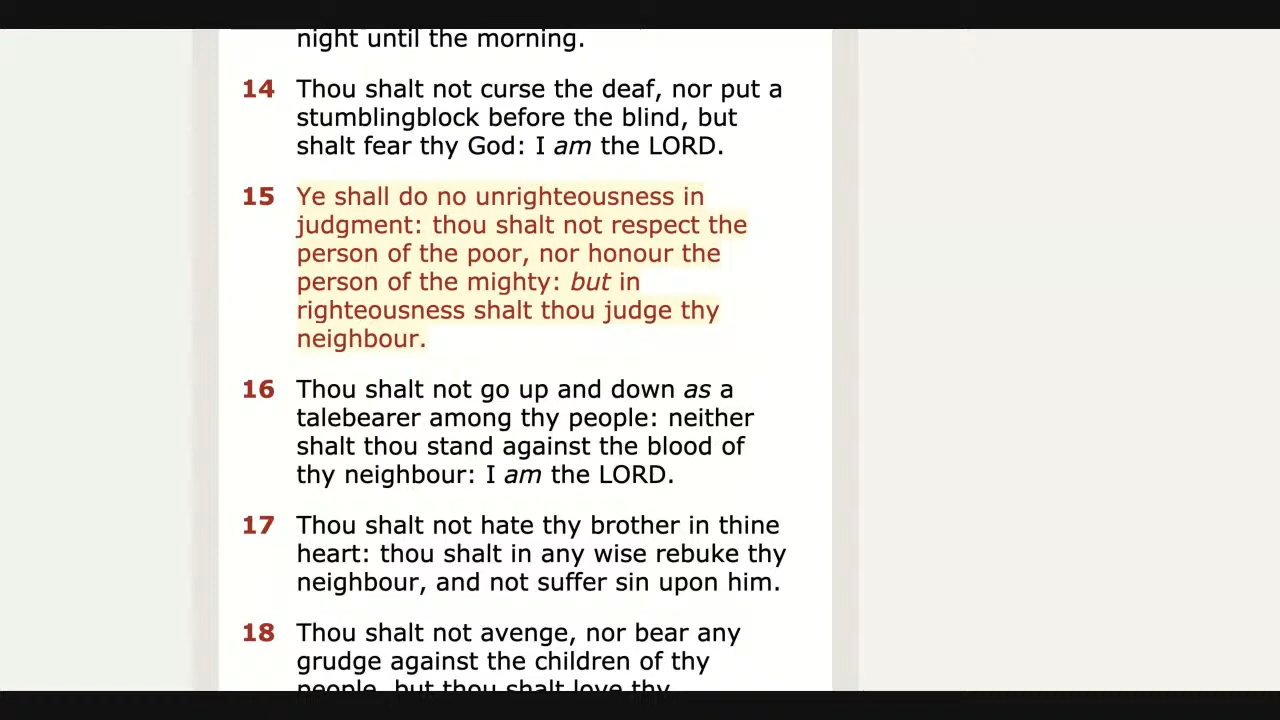 night until the morning.
14 Thou shalt not curse the deaf, nor put a
stumblingblock before the blind, but
shalt fear thy God: I am the LORD.
15 Ye shall do no unrighteousness in
judgment: thou shalt not respect the
person of the poor, nor honour the
person of the mighty: but in
righteousness shalt thou judge thy
neighbour.
16 Thou shalt not go up and down as a
talebearer among thy people: neither
shalt thou stand against the blood of
thy neighbour: I am the LORD.
17 Thou shalt not hate thy brother in thine
heart: thou shalt in any wise rebuke thy
neighbour, and not suffer sin upon him.
18 Thou shalt not avenge, nor bear any
grudge against the children of thy
people, but thou shalt love thy